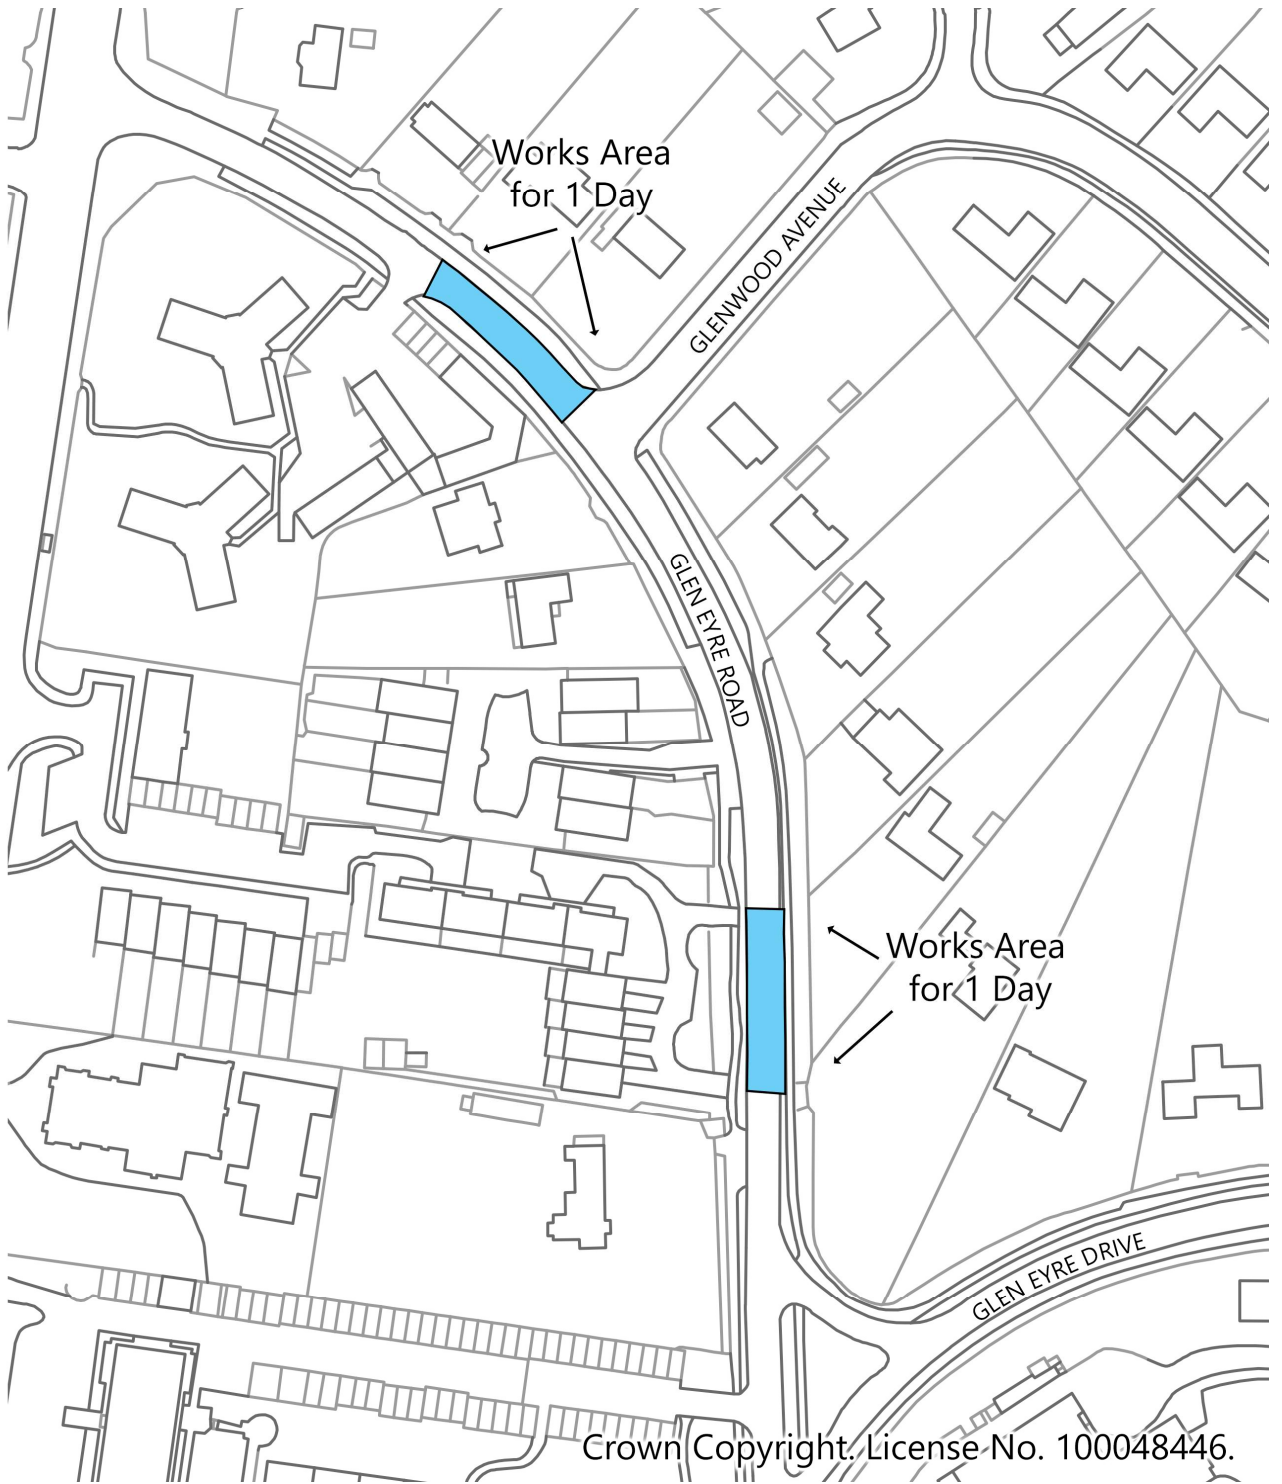 Works Area
for 1 Day
GLENWOOD AVENUE
GLEN EYRE ROAD
Works Area
for 1 Day
GLEN EYRE DRIVE
Crown Copyright. License No. 100048446.